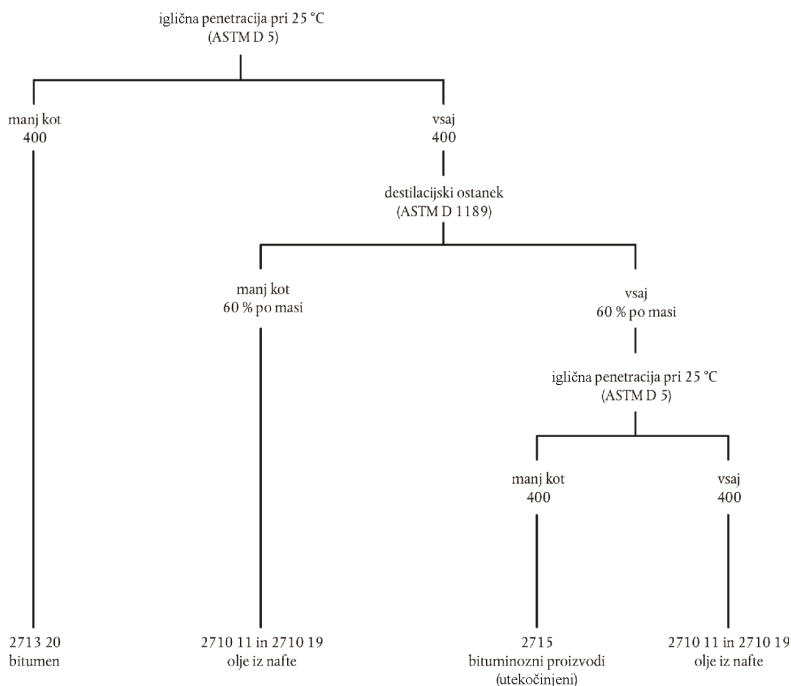 iglična penetracija pri 25 °C
(ASTM D 5)
manj kot
400
vsaj
400
destilacijski ostanek
(ASTM D 1189)
manj kot
60 % po masi
vsaj
60 % po masi
iglična penetracija pri 25 °C
(ASTM D 5)
manj kot
400
vsaj
400
2713 20
bitumen
2710 11 in 2710 19
olje iz nafte
2715
bituminozni proizvodi
(utekočinjeni)
2710 11 in 2710 19
olje iz nafte